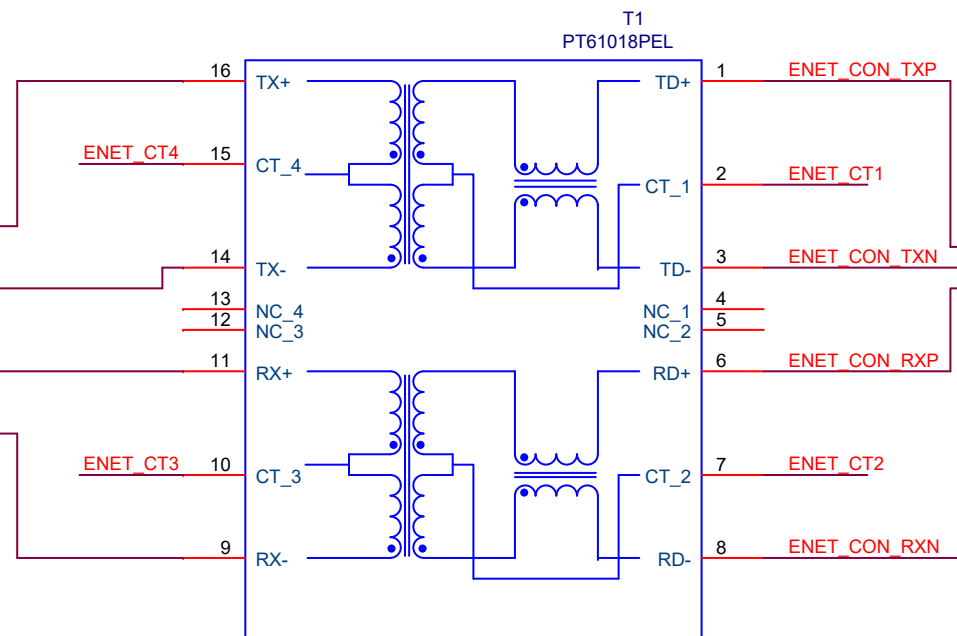 T1
PT61018PEL
16 TX+ TD+ 1 ENET_CON_TXP
ENET_CT4 15 CT_4 CT_1 2 ENET_CT1
14 TX- TD- 3 ENET_CON_TXN
13 NC_4 NC_1 4
12 NC_3 NC_2 5
11 RX+ RD+ 6 ENET_CON_RXP
ENET_CT3 10 CT_3 CT_2 7 ENET_CT2
9 RX- RD- 8 ENET_CON_RXN